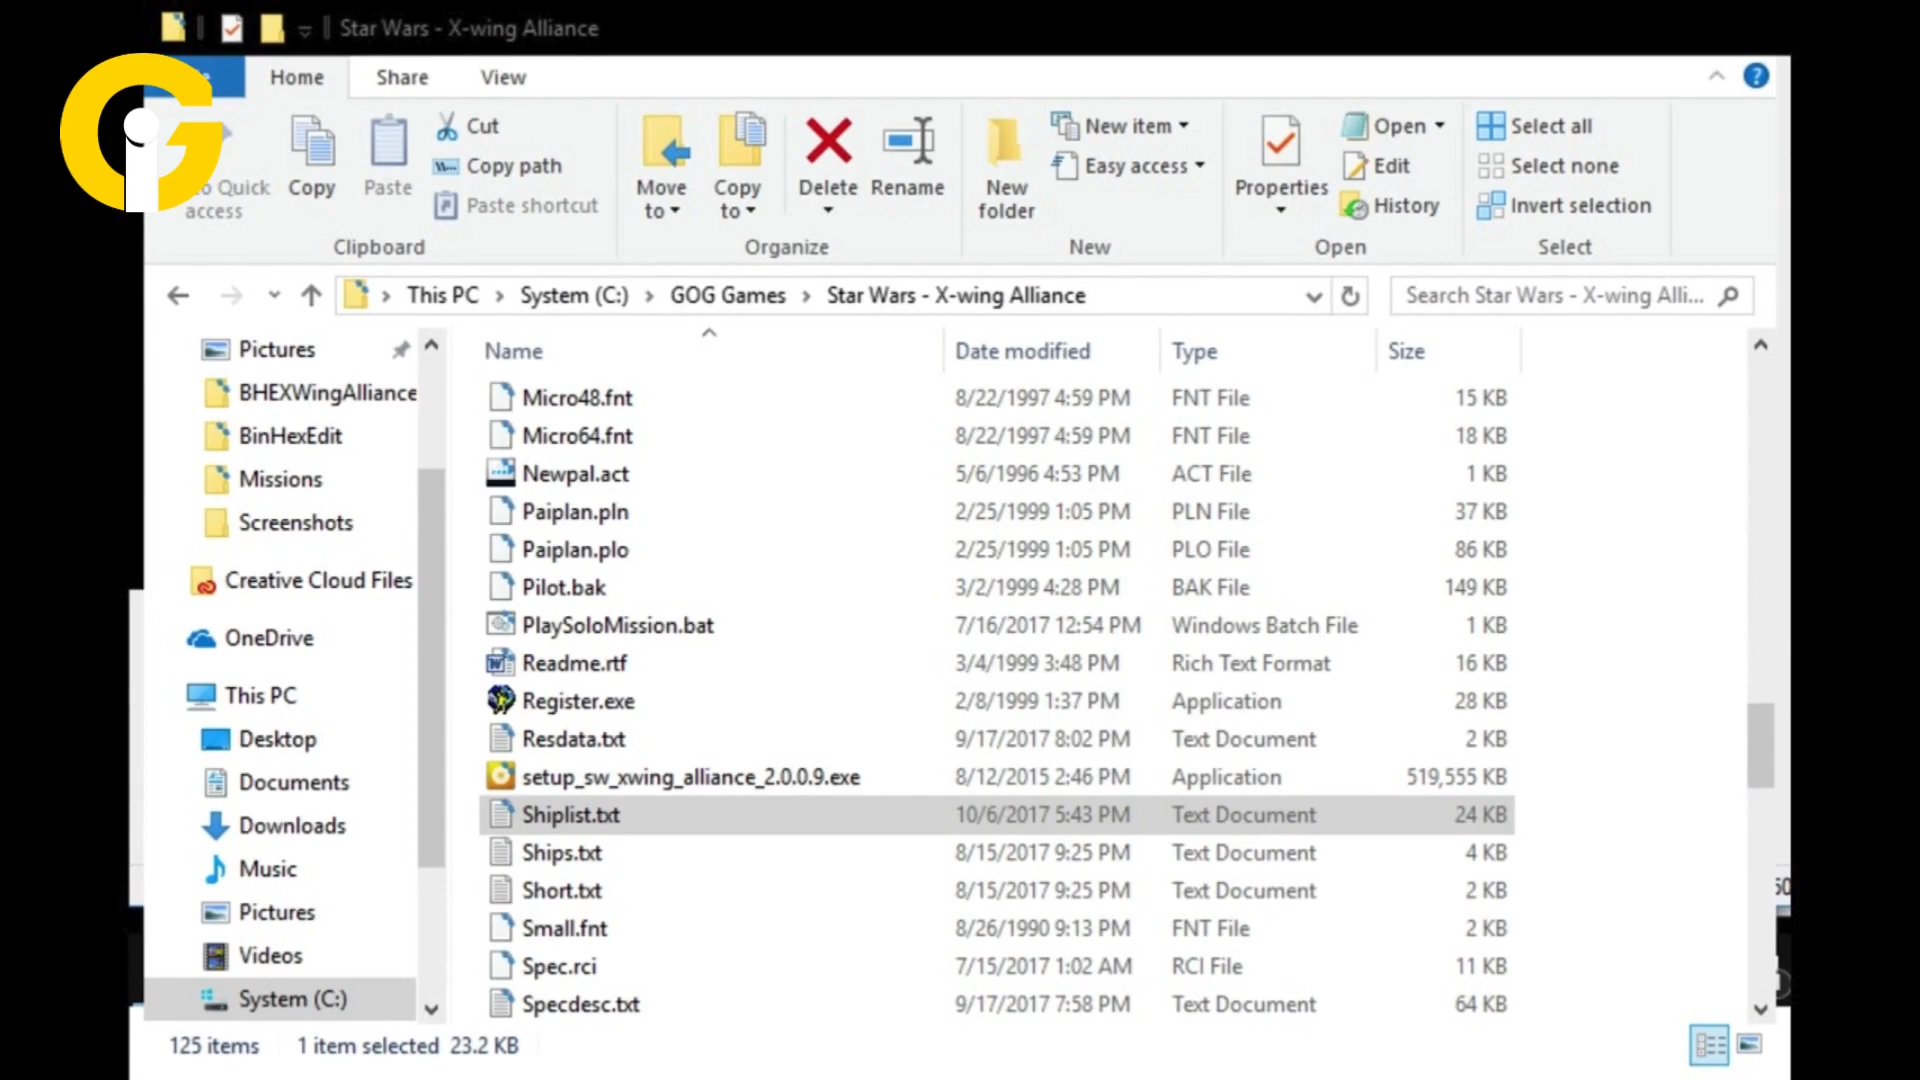 Star Wars - X-wing Alliance
Home Share View
Cut
Copy path
Paste shortcut
Quick access
Copy
Paste
Move to
Copy to
Delete
Rename
New folder
New item
Easy access
Properties
Open
Edit
History
Select all
Select none
Invert selection
Clipboard Organize New Open Select
This PC > System (C:) > GOG Games > Star Wars - X-wing Alliance
Search Star Wars - X-wing Alli...
Pictures
BHEXWingAlliance
BinHexEdit
Missions
Screenshots
Creative Cloud Files
OneDrive
This PC
Desktop
Documents
Downloads
Music
Pictures
Videos
System (C:)
Name Date modified Type Size
Micro48.fnt 8/22/1997 4:59 PM FNT File 15 KB
Micro64.fnt 8/22/1997 4:59 PM FNT File 18 KB
Newpal.act 5/6/1996 4:53 PM ACT File 1 KB
Paiplan.pln 2/25/1999 1:05 PM PLN File 37 KB
Paiplan.plo 2/25/1999 1:05 PM PLO File 86 KB
Pilot.bak 3/2/1999 4:28 PM BAK File 149 KB
PlaySoloMission.bat 7/16/2017 12:54 PM Windows Batch File 1 KB
Readme.rtf 3/4/1999 3:48 PM Rich Text Format 16 KB
Register.exe 2/8/1999 1:37 PM Application 28 KB
Resdata.txt 9/17/2017 8:02 PM Text Document 2 KB
setup_sw_xwing_alliance_2.0.0.9.exe 8/12/2015 2:46 PM Application 519,555 KB
Shiplist.txt 10/6/2017 5:43 PM Text Document 24 KB
Ships.txt 8/15/2017 9:25 PM Text Document 4 KB
Short.txt 8/15/2017 9:25 PM Text Document 2 KB
Small.fnt 8/26/1990 9:13 PM FNT File 2 KB
Spec.rci 7/15/2017 1:02 AM RCI File 11 KB
Specdesc.txt 9/17/2017 7:58 PM Text Document 64 KB
125 items 1 item selected 23.2 KB